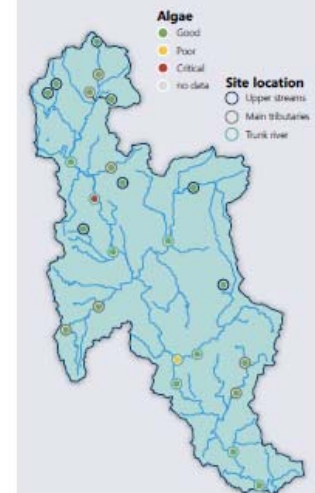 Algae
Good
Poor
Critical
no data
Site location
Upper streams
Main tributaries
Trunk river